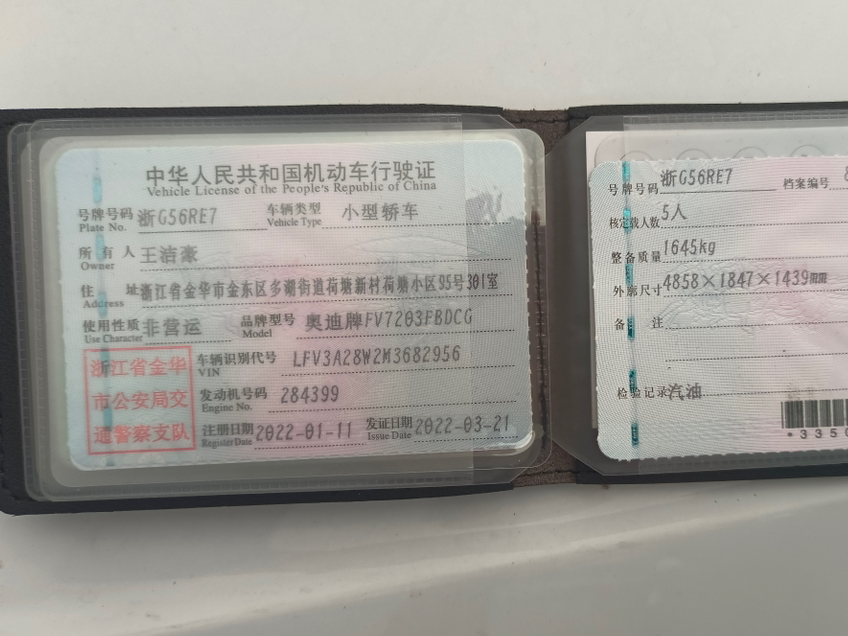 中华人民共和国机动车行驶证
Vehicle License of the People's Republic of China
号牌号码 浙G56RE7 车辆类型 小型轿车
Plate No. Vehicle Type
所有人 王洁豪
Owner
住址 浙江省金华市金东区多湖街道荷塘新村荷塘小区95号301室
Address
使用性质 非营运 品牌型号 奥迪牌FV7203FBDCG
Use Character Model
浙江省金华
市公安局交
通警察支队
车辆识别代号 LFV3A28W2M3682956
VIN
发动机号码 284399
Engine No.
注册日期 2022-01-11 发证日期 2022-03-21
Register Date Issue Date
号牌号码 浙G56RE7 档案编号
核定载人数 5人
整备质量 1645kg
外廓尺寸 4858×1847×1439mm
备注
检验记录 汽油
*3350